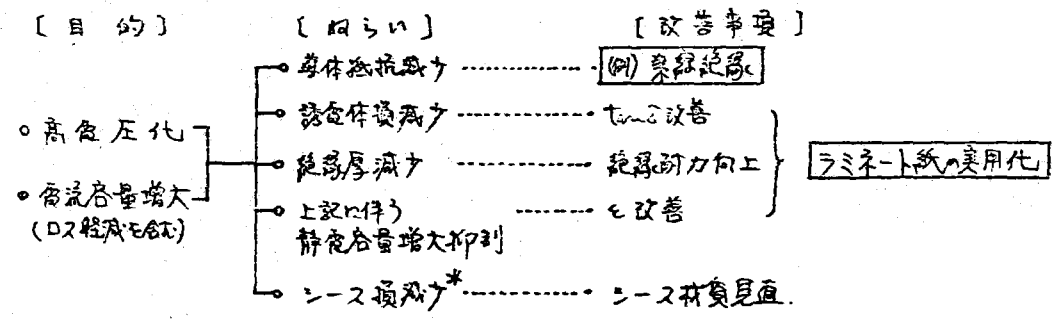 [目 的] [ねらい] [改善事項]
導体抵抗減少 (例) 素線絶縁
誘電体損減少 tanδ改善
高電圧化
絶縁厚減少 絶縁耐力向上 ラミネート紙の実用化
電流容量増大 上記に伴う ε改善
(ロス軽減を含む) 静電容量増大抑制
シース損減少* シース材質見直.